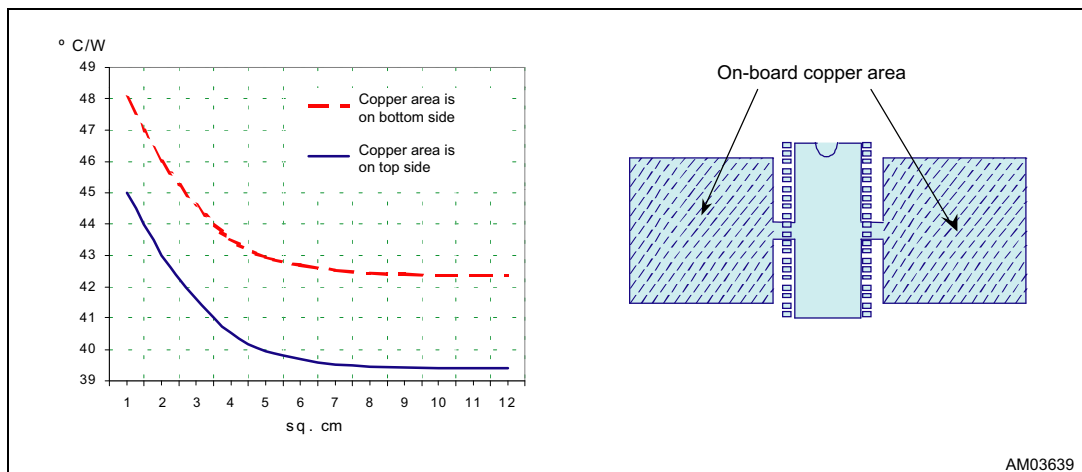 º C/W
49
48
47
46
45
44
43
42
40
39
Copper area is
on bottom side
Copper area is
on top side
1 2 3 4 5 6 7 8 9 10 11 12
sq. cm
On-board copper area
AM03639